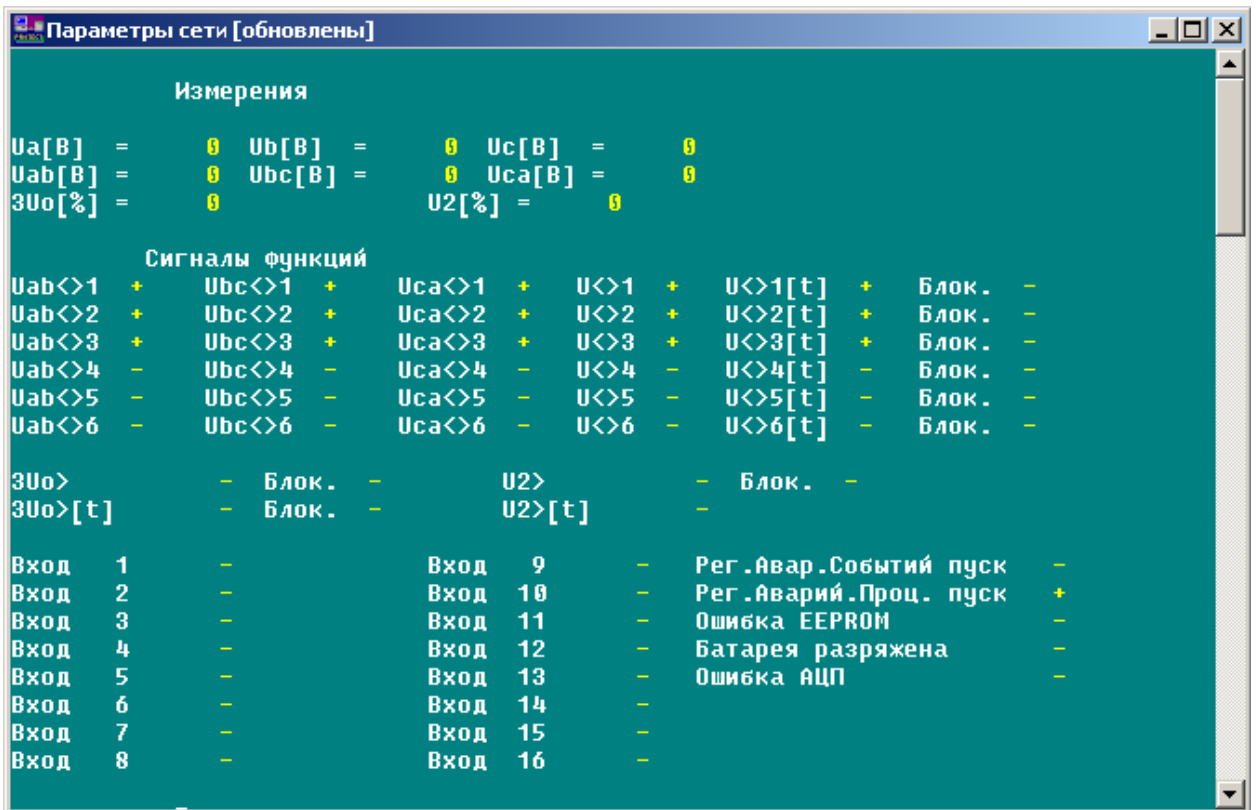 Параметры сети [обновлены]
Измерения
Ua[В] = 0 Ub[В] = 0 Uc[В] = 0
Uab[В] = 0 Ubc[В] = 0 Uca[В] = 0
3Uo[%] = 0 U2[%] = 0
Сигналы функций
Uab<>1 + Ubc<>1 + Uca<>1 + U<>1 + U<>1[t] + Блок. -
Uab<>2 + Ubc<>2 + Uca<>2 + U<>2 + U<>2[t] + Блок. -
Uab<>3 + Ubc<>3 + Uca<>3 + U<>3 + U<>3[t] + Блок. -
Uab<>4 - Ubc<>4 - Uca<>4 - U<>4 - U<>4[t] - Блок. -
Uab<>5 - Ubc<>5 - Uca<>5 - U<>5 - U<>5[t] - Блок. -
Uab<>6 - Ubc<>6 - Uca<>6 - U<>6 - U<>6[t] - Блок. -
3Uo> - Блок. - U2> - Блок. -
3Uo>[t] - Блок. - U2>[t] -
Вход 1 - Вход 9 - Рег.Авар.Событий пуск -
Вход 2 - Вход 10 - Рег.Аварий.Проц. пуск +
Вход 3 - Вход 11 - Ошибка EEPROM -
Вход 4 - Вход 12 - Батарея разряжена -
Вход 5 - Вход 13 - Ошибка АЦП -
Вход 6 - Вход 14 -
Вход 7 - Вход 15 -
Вход 8 - Вход 16 -